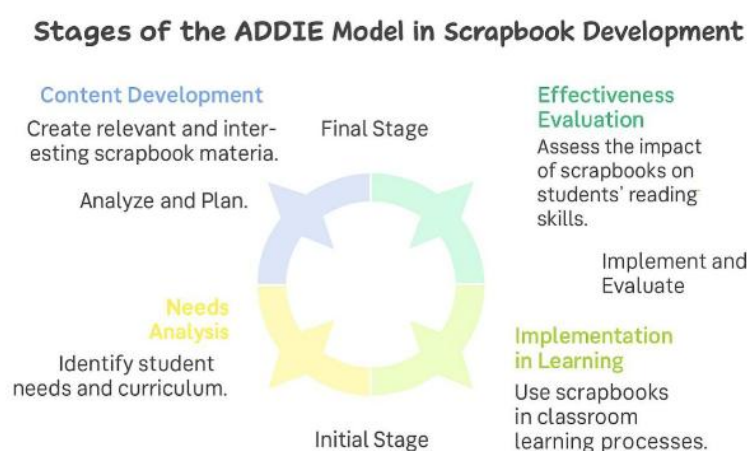 Stages of the ADDIE Model in Scrapbook Development
Content Development
Create relevant and inter-
esting scrapbook materia.
Analyze and Plan.
Final Stage
Effectiveness
Evaluation
Assess the impact
of scrapbooks on
students' reading
skills.
Implement and
Evaluate
Needs
Analysis
Identify student
needs and curriculum.
Initial Stage
Implementation
in Learning
Use scrapbooks
in classroom
learning processes.